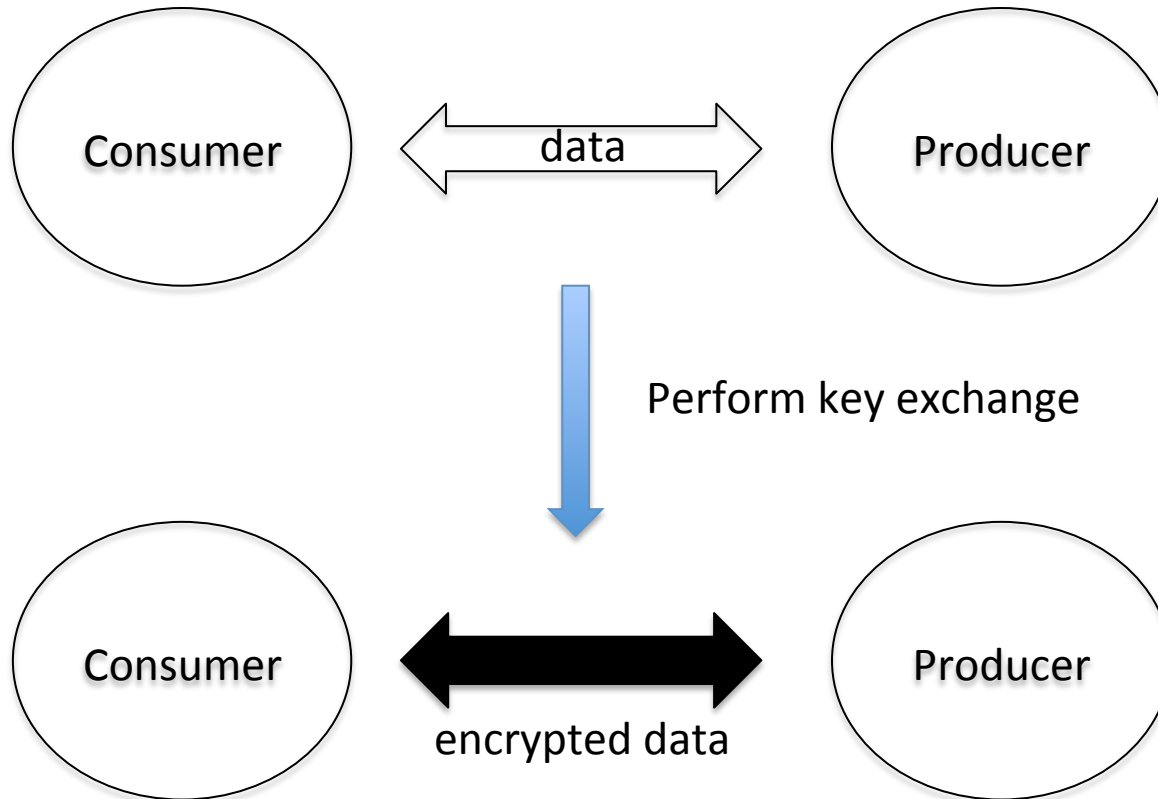 Consumer
data
Producer
Perform key exchange
Consumer
Producer
encrypted data